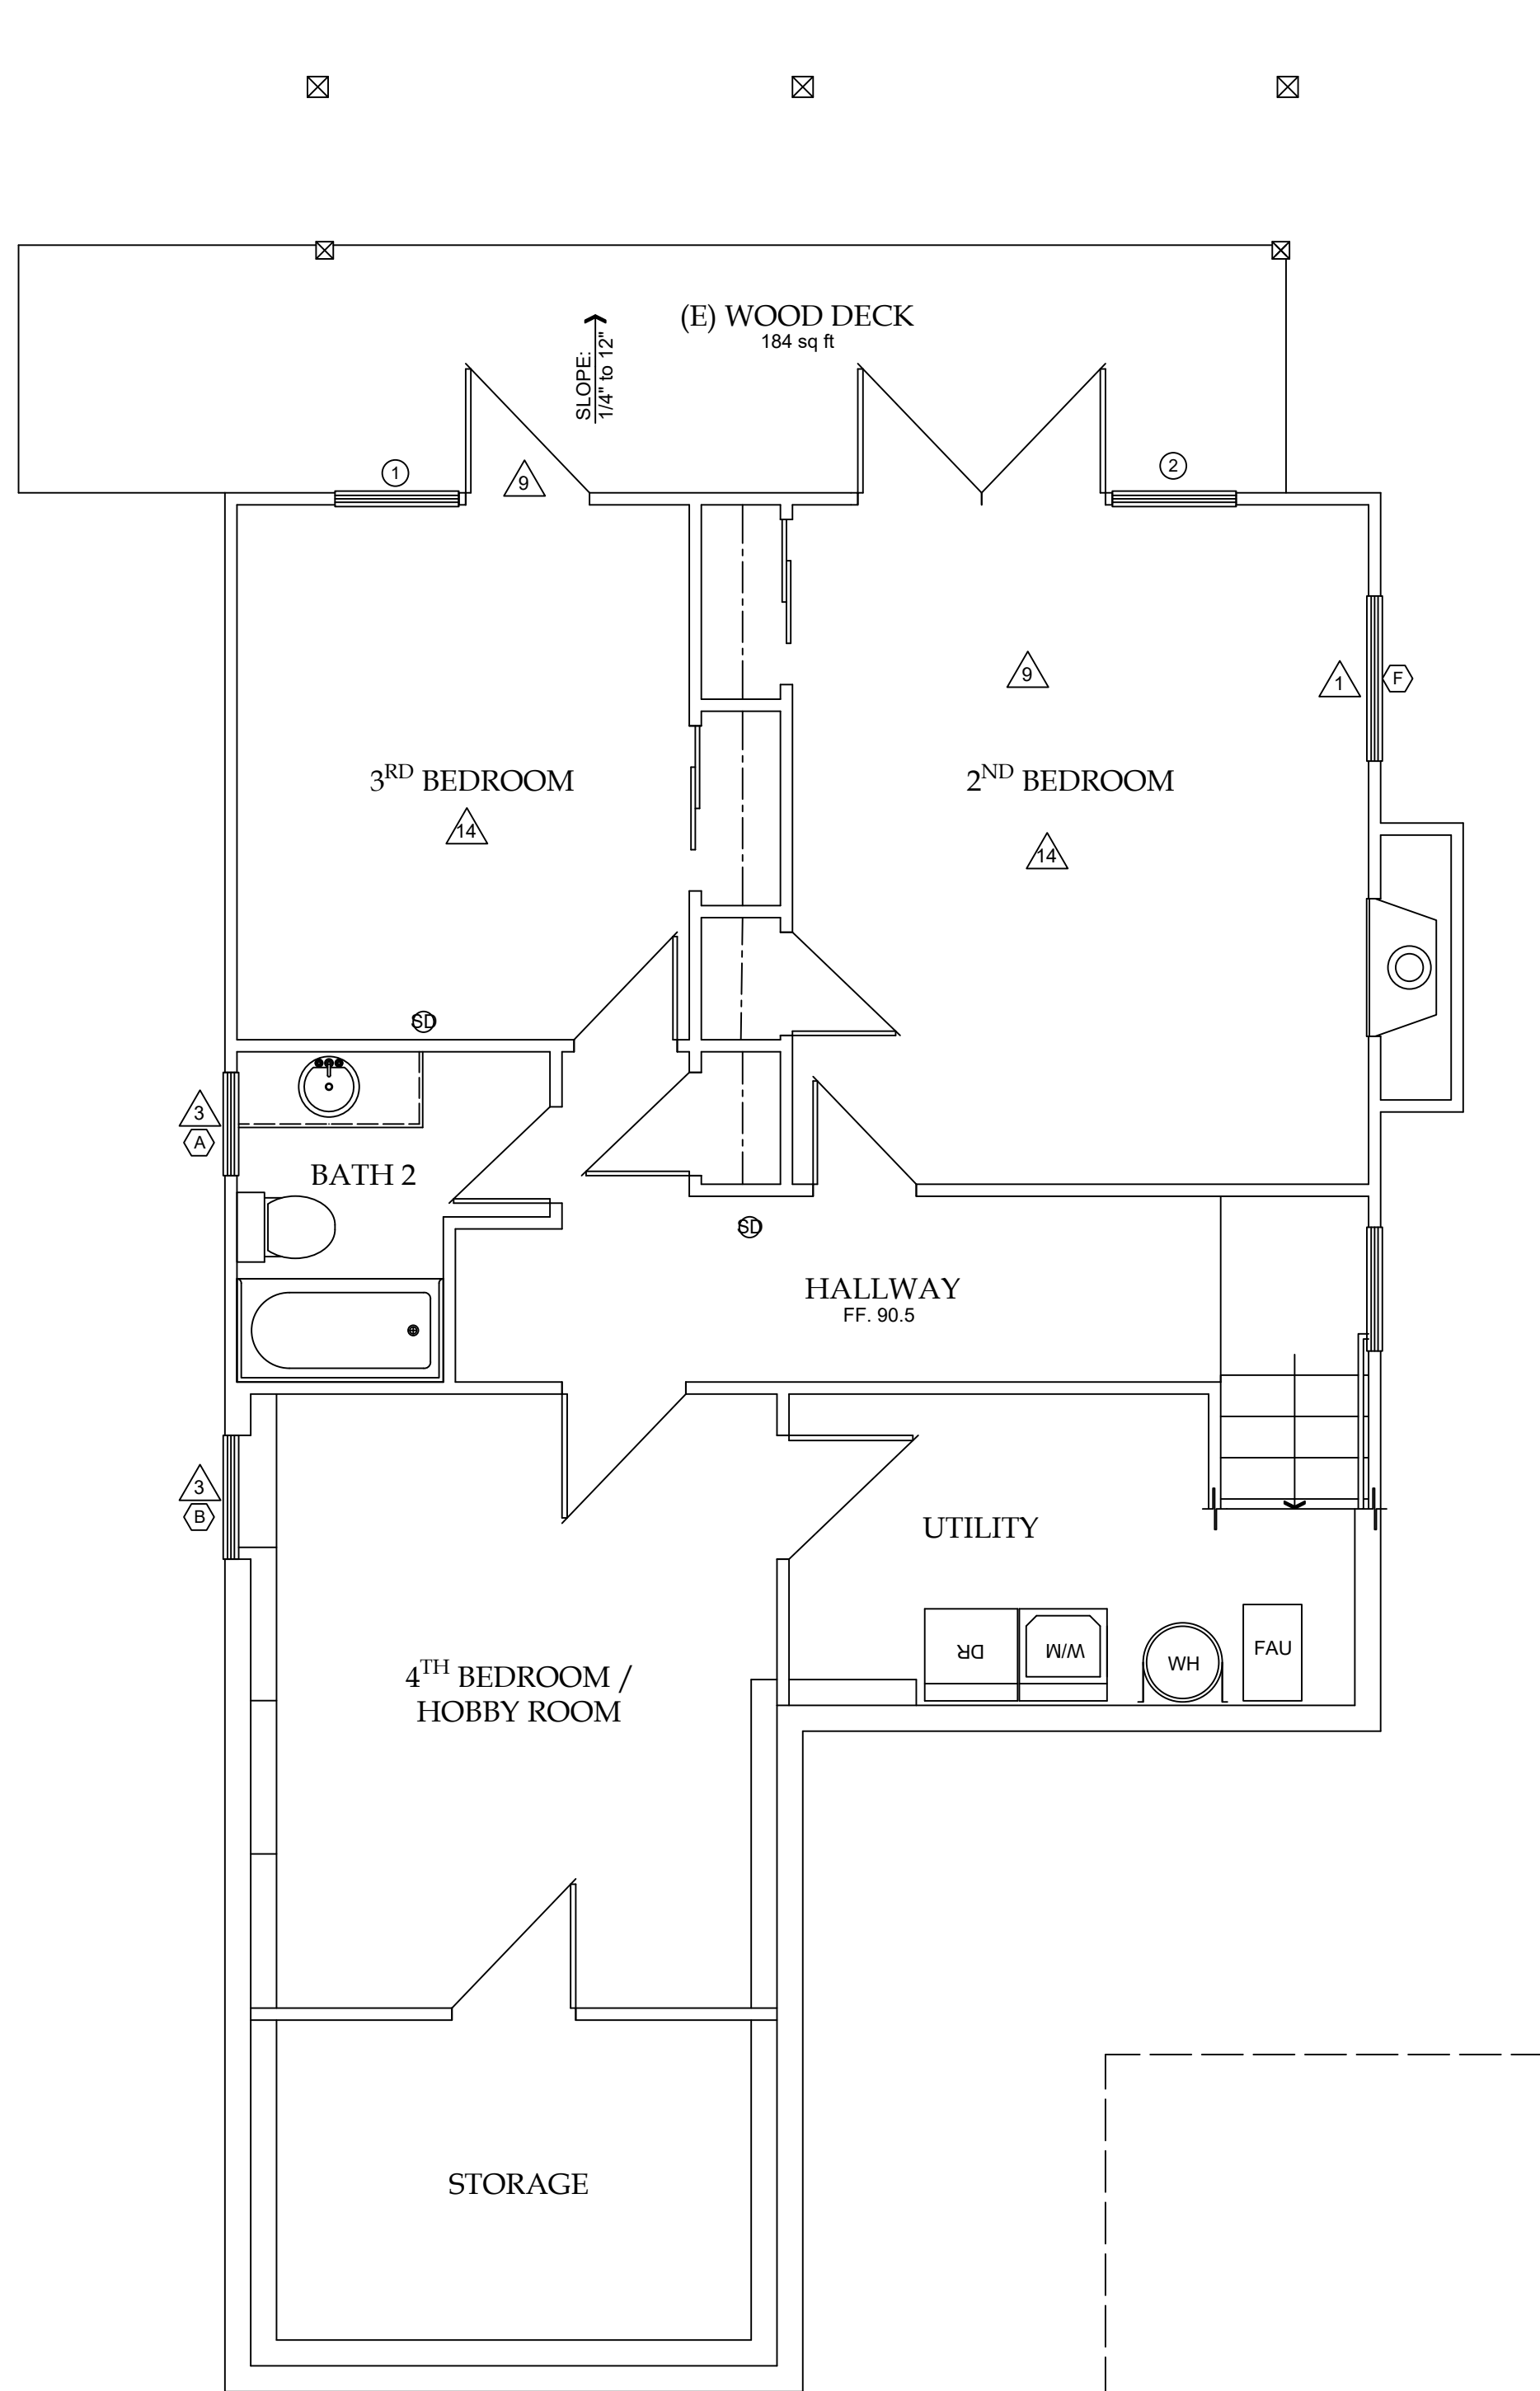 (E) WOOD DECK
184 sq ft
SLOPE:
1/4" to 12"
1
9
2
9
1
F
3RD BEDROOM
14
2ND BEDROOM
14
SD
3
A
BATH 2
SD
HALLWAY
FF. 90.5
3
B
UTILITY
DR
W/M
WH
FAU
4TH BEDROOM /
HOBBY ROOM
STORAGE